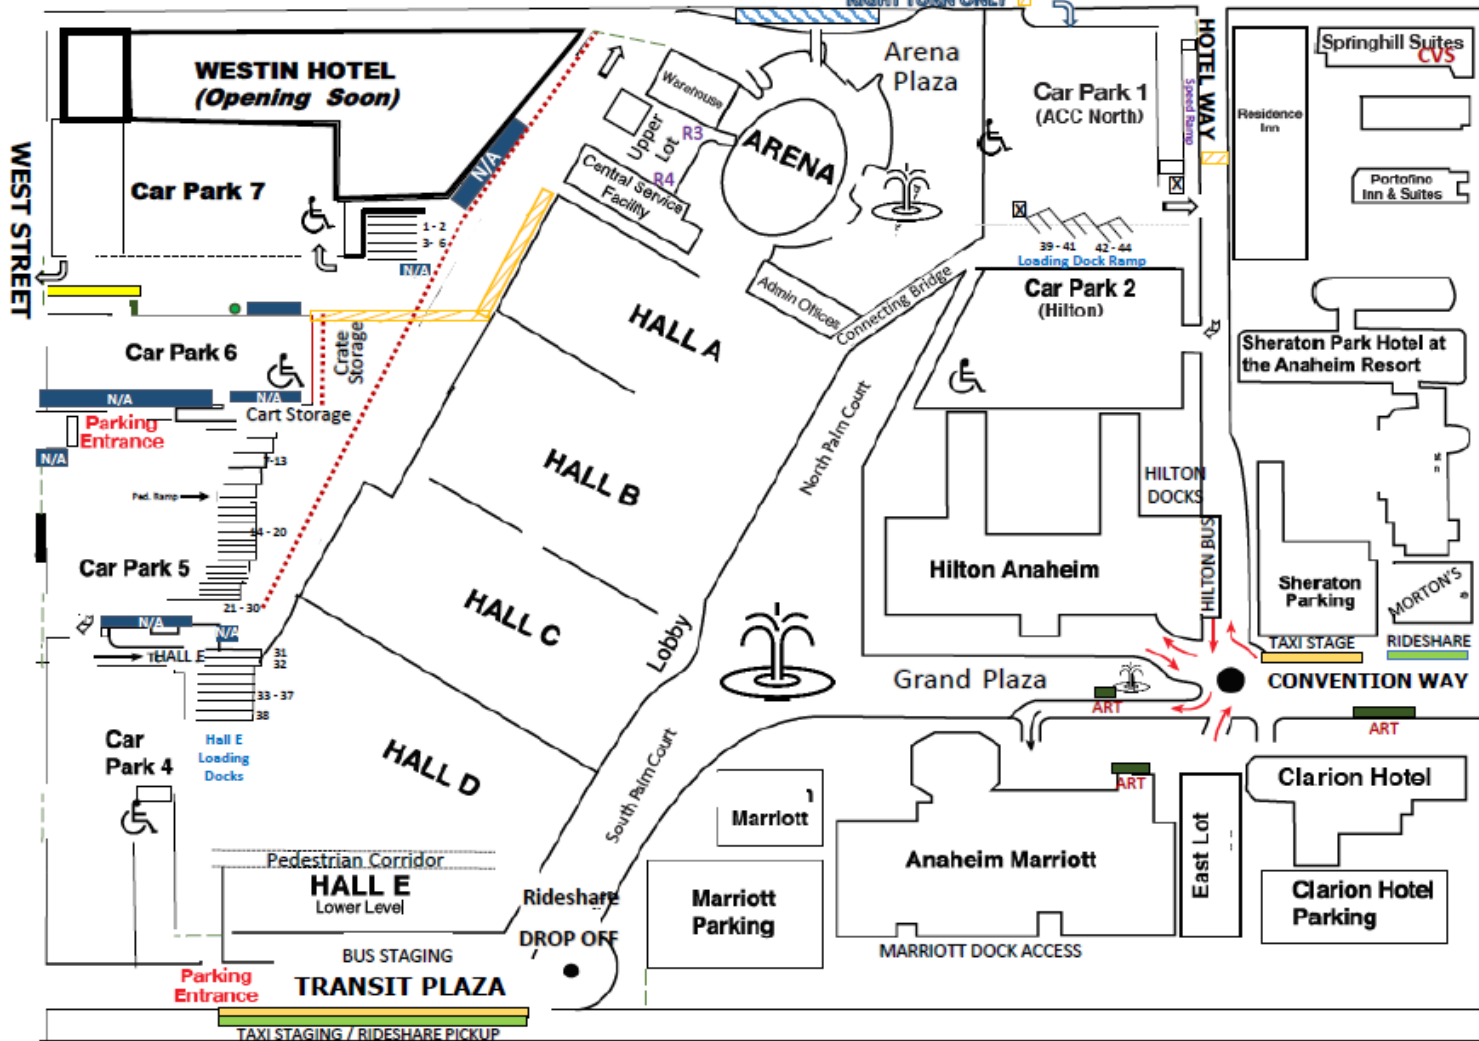 RIGHT TURN ONLY
WESTIN HOTEL
(Opening Soon)
Car Park 7
WEST STREET
N/A
1 - 2
3 - 6
N/A
Warehouse
Upper
Lot
R3
R4
Central Service
Facility
ARENA
Arena
Plaza
Admin Offices
Connecting Bridge
Car Park 1
(ACC North)
Speed Ramp
HOTEL WAY
X
X
39 - 41
42 - 44
Loading Dock Ramp
Car Park 2
(Hilton)
Residence
Inn
Springhill Suites
CVS
Portofino
Inn & Suites
Sheraton Park Hotel at
the Anaheim Resort
Car Park 6
Crate
Storage
N/A
N/A
Cart Storage
Parking
Entrance
N/A
7-13
Ped. Ramp
14 - 20
Car Park 5
21 - 30
N/A
N/A
HALL E
31
32
33 - 37
38
Hall E
Loading
Docks
Car
Park 4
HALL A
HALL B
HALL C
HALL D
Lobby
North Palm Court
South Palm Court
HILTON
DOCKS
HILTON BUS
Hilton Anaheim
Sheraton
Parking
MORTON'S
TAXI STAGE
RIDESHARE
Grand Plaza
CONVENTION WAY
ART
ART
ART
Marriott
Marriott
Parking
Anaheim Marriott
East Lot
Clarion Hotel
Clarion Hotel
Parking
MARRIOTT DOCK ACCESS
Pedestrian Corridor
HALL E
Lower Level
Rideshare
DROP OFF
BUS STAGING
Parking
Entrance
TRANSIT PLAZA
TAXI STAGING / RIDESHARE PICKUP